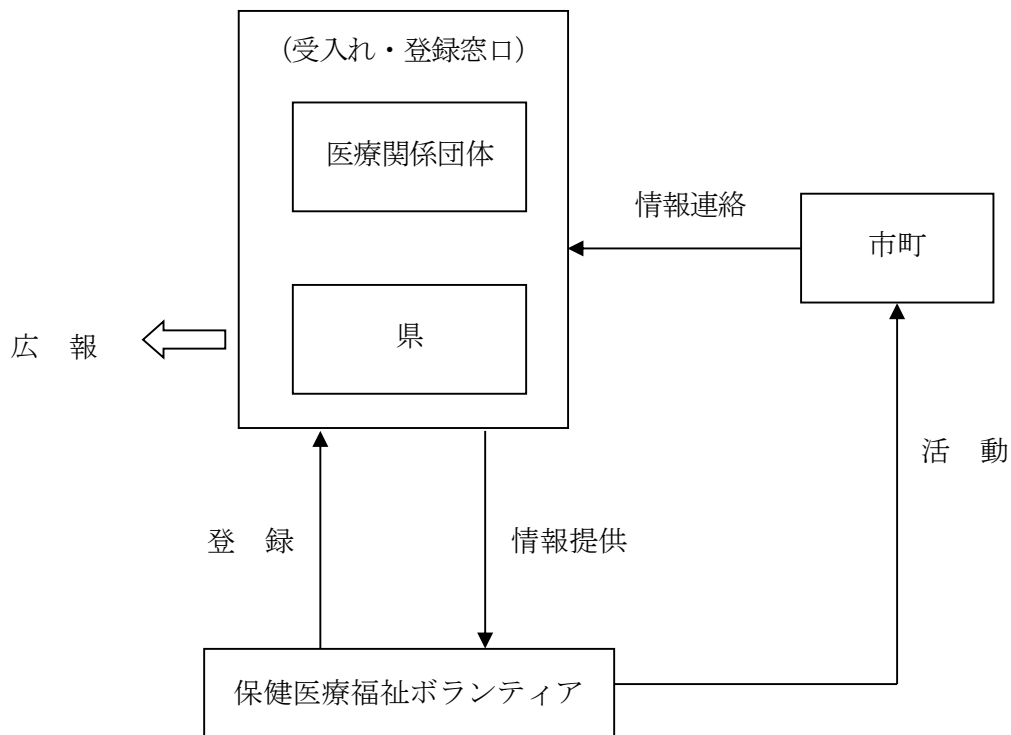 (受入れ・登録窓口)
医療関係団体
情報連絡
市町
県
広　報
活　動
登　録
情報提供
保健医療福祉ボランティア